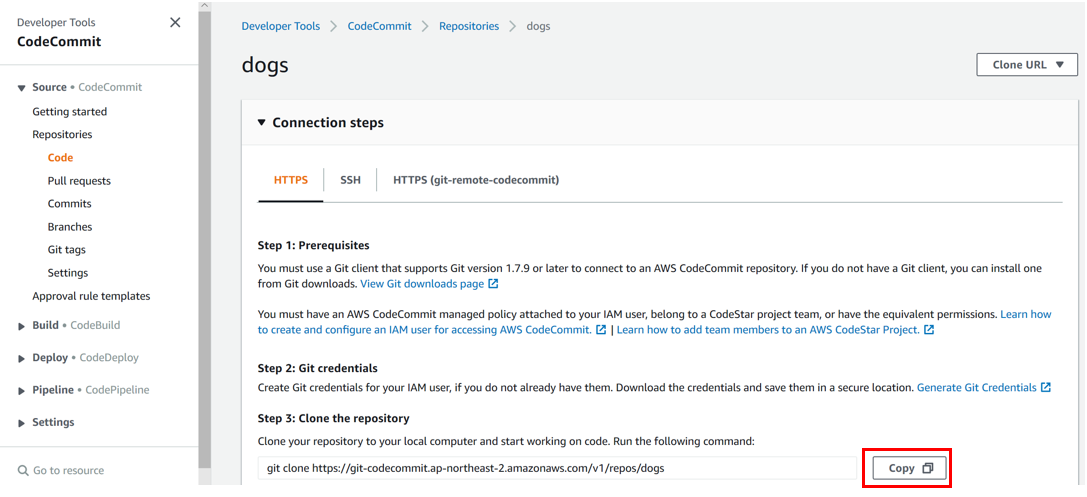 Developer Tools
CodeCommit
Source • CodeCommit
Getting started
Repositories
Code
Pull requests
Commits
Branches
Git tags
Settings
Approval rule templates
Build • CodeBuild
Deploy • CodeDeploy
Pipeline • CodePipeline
Settings
Go to resource
Developer Tools > CodeCommit > Repositories > dogs
dogs
Clone URL
Connection steps
HTTPS SSH HTTPS (git-remote-codecommit)
Step 1: Prerequisites
You must use a Git client that supports Git version 1.7.9 or later to connect to an AWS CodeCommit repository. If you do not have a Git client, you can install one
from Git downloads. View Git downloads page
You must have an AWS CodeCommit managed policy attached to your IAM user, belong to a CodeStar project team, or have the equivalent permissions. Learn how
to create and configure an IAM user for accessing AWS CodeCommit. | Learn how to add team members to an AWS CodeStar Project.
Step 2: Git credentials
Create Git credentials for your IAM user, if you do not already have them. Download the credentials and save them in a secure location. Generate Git Credentials
Step 3: Clone the repository
Clone your repository to your local computer and start working on code. Run the following command:
git clone https://git-codecommit.ap-northeast-2.amazonaws.com/v1/repos/dogs
Copy